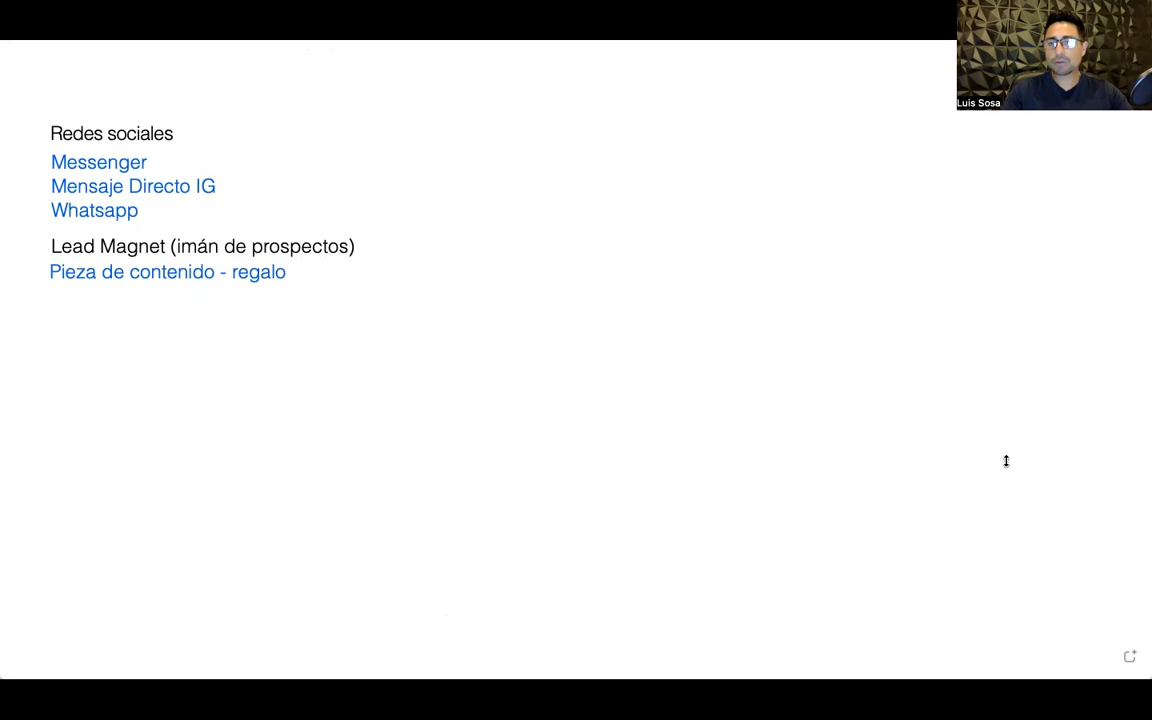 Luis Sosa
Redes sociales
Messenger
Mensaje Directo IG
Whatsapp
Lead Magnet (imán de prospectos)
Pieza de contenido - regalo